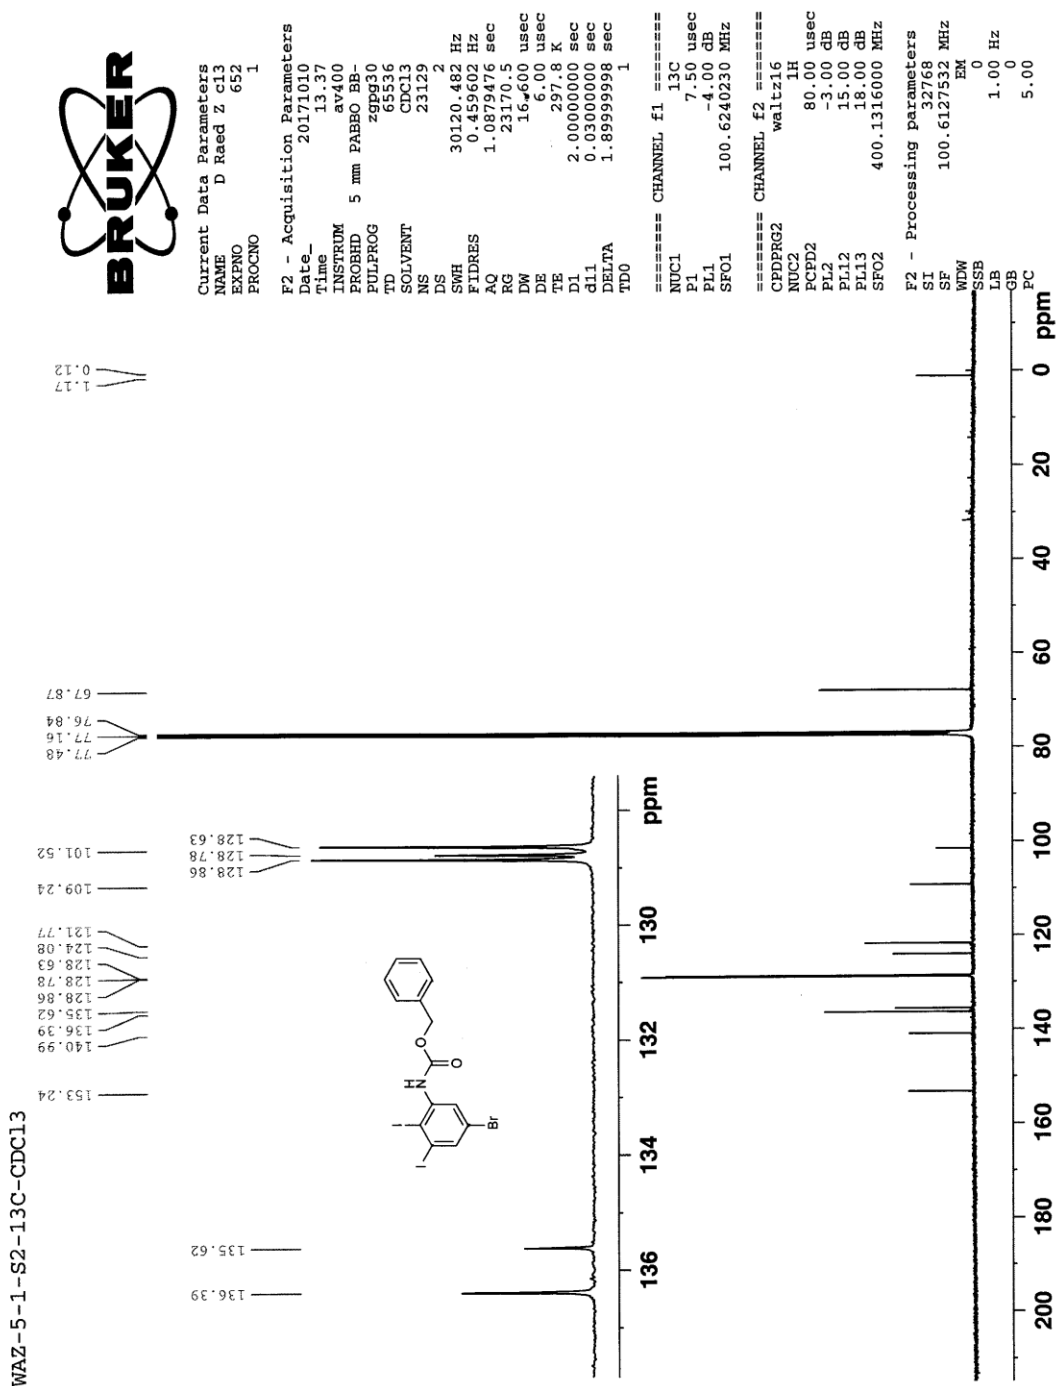 WAZ-5-1-S2-13C-CDCl3
153.24
140.99
136.39
135.62
128.86
128.78
128.63
124.08
121.77
109.24
101.52
77.48
77.16
76.84
67.87
1.17
0.12
136.39
135.62
128.86
128.78
128.63
I
I
H
N
O
O
Br
136 134 132 130 ppm
200 180 160 140 120 100 80 60 40 20 0 ppm
BRUKER
Current Data Parameters
NAME D Raed Z c13
EXPNO 652
PROCNO 1
F2 - Acquisition Parameters
Date_ 20171010
Time 13.37
INSTRUM av400
PROBHD 5 mm PABBO BB-
PULPROG zgpg30
TD 65536
SOLVENT CDCl3
NS 23129
DS 2
SWH 30120.482 Hz
FIDRES 0.459602 Hz
AQ 1.0879476 sec
RG 23170.5
DW 16.600 usec
DE 6.00 usec
TE 297.8 K
D1 2.00000000 sec
d11 0.03000000 sec
DELTA 1.89999998 sec
TD0 1
======== CHANNEL f1 ========
NUC1 13C
P1 7.50 usec
PL1 -4.00 dB
SFO1 100.6240230 MHz
======== CHANNEL f2 ========
CPDPRG2 waltz16
NUC2 1H
PCPD2 80.00 usec
PL2 -3.00 dB
PL12 15.00 dB
PL13 18.00 dB
SFO2 400.1316000 MHz
F2 - Processing parameters
SI 32768
SF 100.6127532 MHz
WDW EM
SSB 0
LB 1.00 Hz
GB 0
PC 5.00